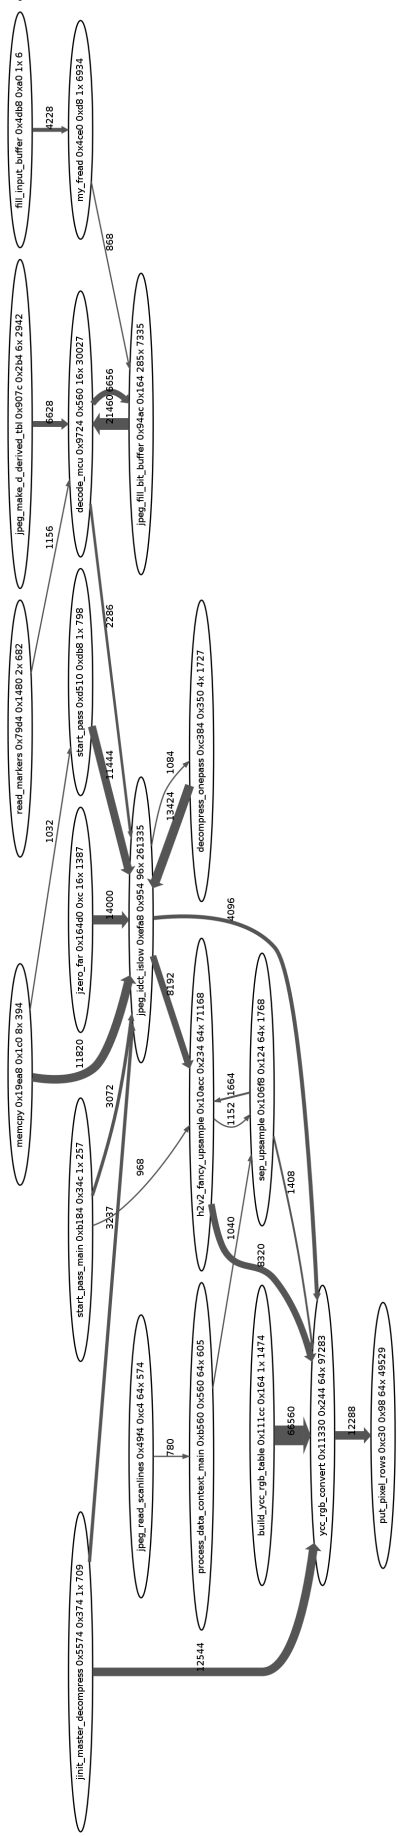 fill_input_buffer 0x4db8 0xa0 1x 6
4228
my_fread 0x4ce0 0xd8 1x 6934
868
jpeg_make_d_derived_tbl 0x907c 0x2b4 6x 2942
6628
decode_mcu 0x9724 0x560 16x 30027
21460
6656
jpeg_fill_bit_buffer 0x94ec 0x164 285x 7335
read_markers 0x79d4 0x1480 2x 682
1156
start_pass 0xd510 0xdb8 1x 798
2286
1032
11444
decompress_onepass 0xc384 0x350 4x 1727
1084
13424
jzero_far 0x164d0 0xc 16x 1387
14000
jpeg_idct_islow 0xefa8 0x954 96x 261335
4096
memcpy 0x19ea8 0x1c0 8x 394
11820
8192
start_pass_main 0xb184 0x34c 1x 257
3072
968
3237
h2v2_fancy_upsample 0x10acc 0x234 64x 71168
1664
1152
sep_upsample 0x106f8 0x124 64x 1768
1408
1040
8320
jpeg_read_scanlines 0x49f4 0xc4 64x 574
780
process_data_context_main 0xb560 0x560 64x 605
build_ycc_rgb_table 0x111cc 0x164 1x 1474
66560
ycc_rgb_convert 0x11330 0x244 64x 97283
12288
put_pixel_rows 0xc30 0x98 64x 49529
jinit_master_decompress 0x5574 0x374 1x 709
12544